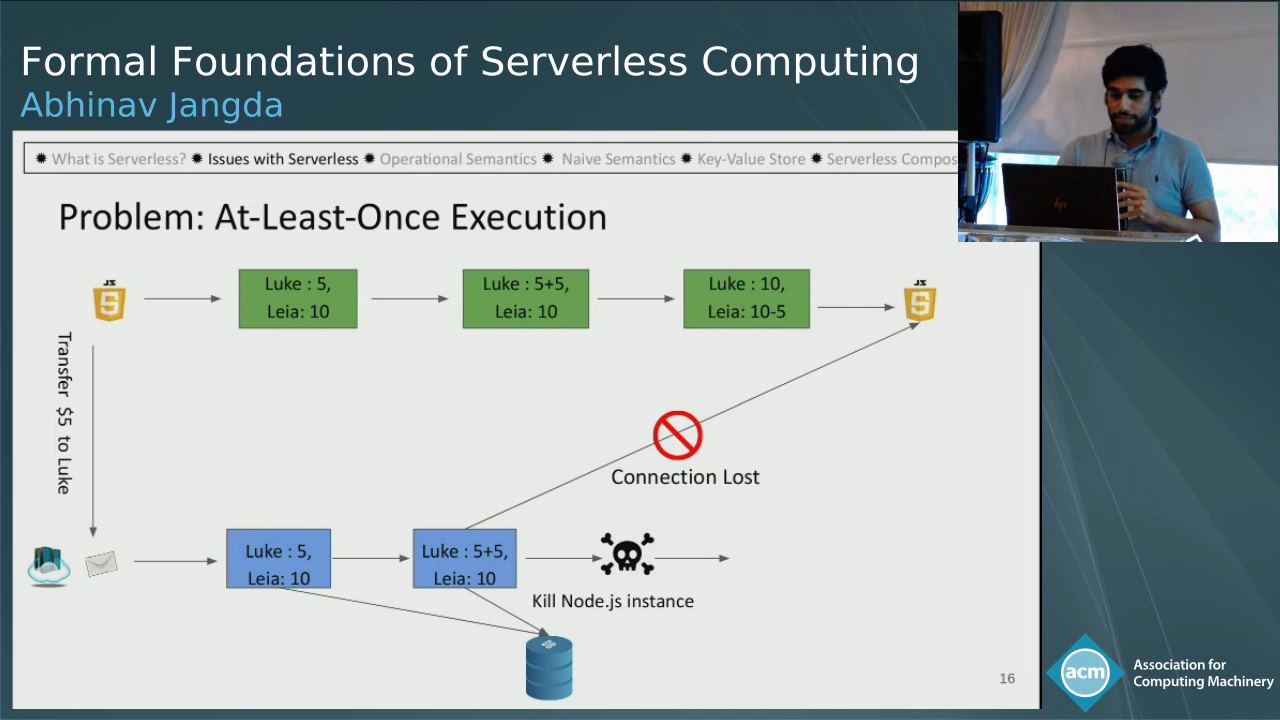 Formal Foundations of Serverless Computing
Abhinav Jangda
✹ What is Serverless? ✹ Issues with Serverless ✹ Operational Semantics ✹ Naive Semantics ✹ Key-Value Store ✹ Serverless Compos
Problem: At-Least-Once Execution
JS
5
Luke : 5,
Leia: 10
Luke : 5+5,
Leia: 10
Luke : 10,
Leia: 10-5
JS
5
Transfer $5 to Luke
Connection Lost
Luke : 5,
Leia: 10
Luke : 5+5,
Leia: 10
Kill Node.js instance
16
hp
acm
Association for
Computing Machinery